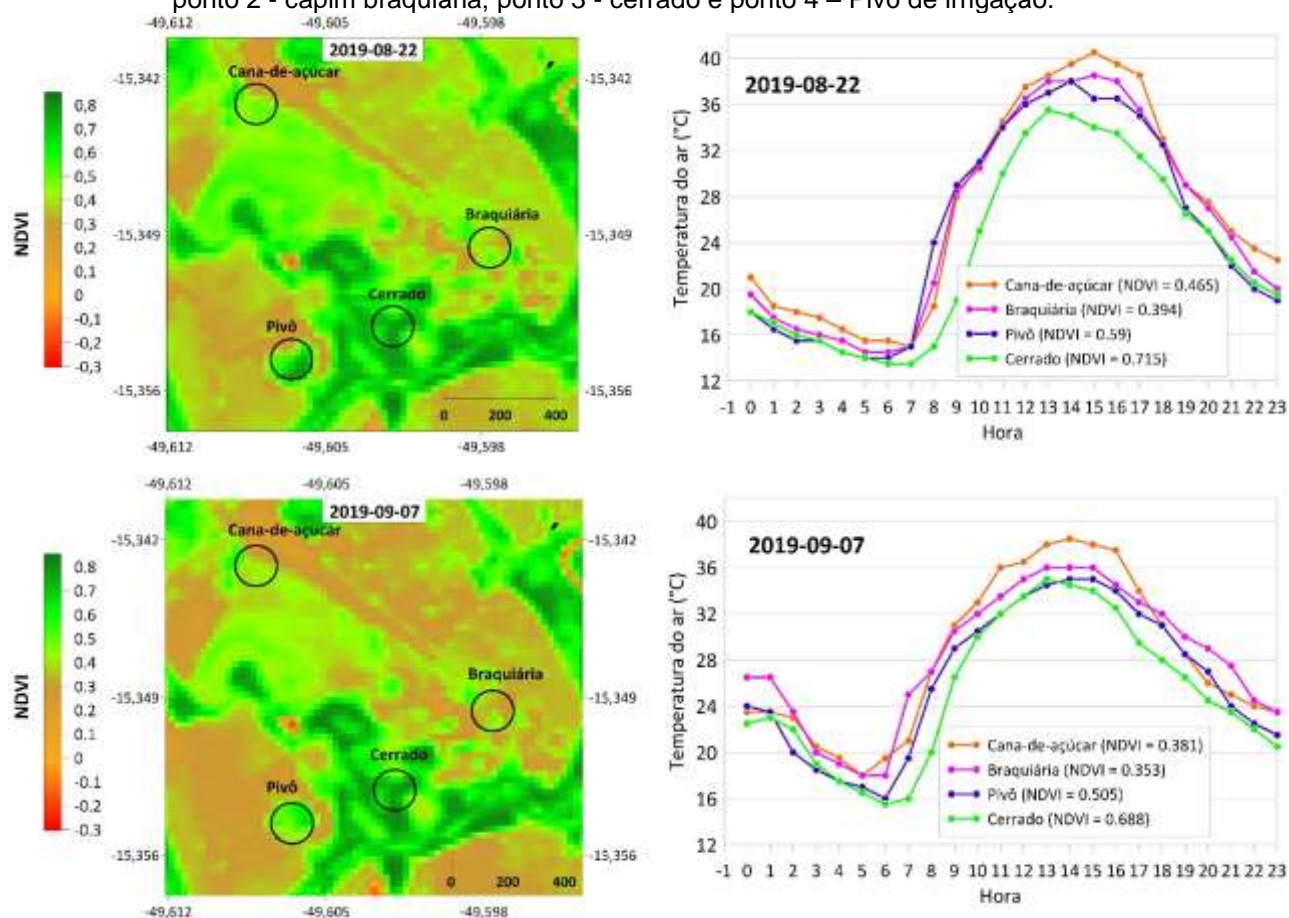 ponto 2 - capim braquiária, ponto 3 - cerrado e ponto 4 – Pivô de irrigação.
-49,612 -49,605 -49,598
2019-08-22
Cana-de-açúcar
-15,342 -15,342
Braquiária
-15,349 -15,349
Cerrado
Pivô
-15,356 -15,356
0 200 400
-49,612 -49,605 -49,598
NDVI
0,8
0,7
0,6
0,5
0,4
0,3
0,2
0,1
0
-0,1
-0,2
-0,3
2019-08-22
Temperatura do ar (°C)
40
36
32
28
24
20
16
12
Cana-de-açúcar (NDVI = 0.465)
Braquiária (NDVI = 0.394)
Pivô (NDVI = 0.59)
Cerrado (NDVI = 0.715)
-1 0 1 2 3 4 5 6 7 8 9 10 11 12 13 14 15 16 17 18 19 20 21 22 23
Hora
-49,612 -49,605 -49,598
2019-09-07
Cana-de-açúcar
-15,342 -15,342
Braquiária
-15,349 -15,349
Cerrado
Pivô
-15,356 -15,356
0 200 400
-49,612 -49,605 -49,598
NDVI
0.8
0.7
0.6
0.5
0.4
0.3
0.2
0.1
0
-0.1
-0.2
-0.3
2019-09-07
Temperatura do ar (°C)
40
36
32
28
24
20
16
12
Cana-de-açúcar (NDVI = 0.381)
Braquiária (NDVI = 0.353)
Pivô (NDVI = 0.505)
Cerrado (NDVI = 0.688)
-1 0 1 2 3 4 5 6 7 8 9 10 11 12 13 14 15 16 17 18 19 20 21 22 23
Hora